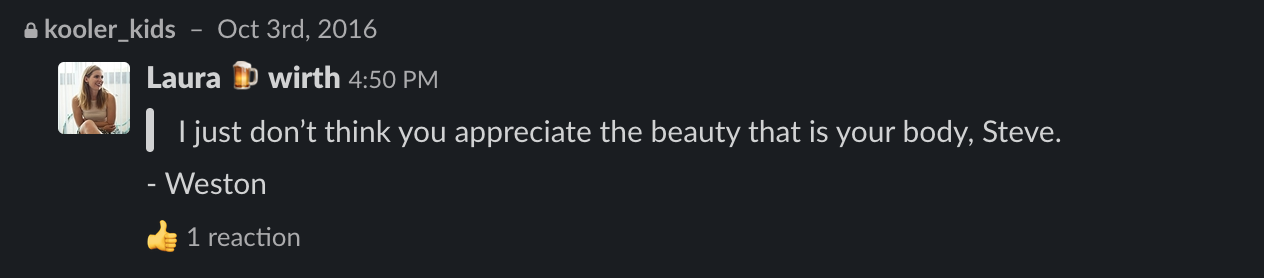 kooler_kids – Oct 3rd, 2016
Laura 🍺 wirth 4:50 PM
I just don’t think you appreciate the beauty that is your body, Steve.
- Weston
👍 1 reaction